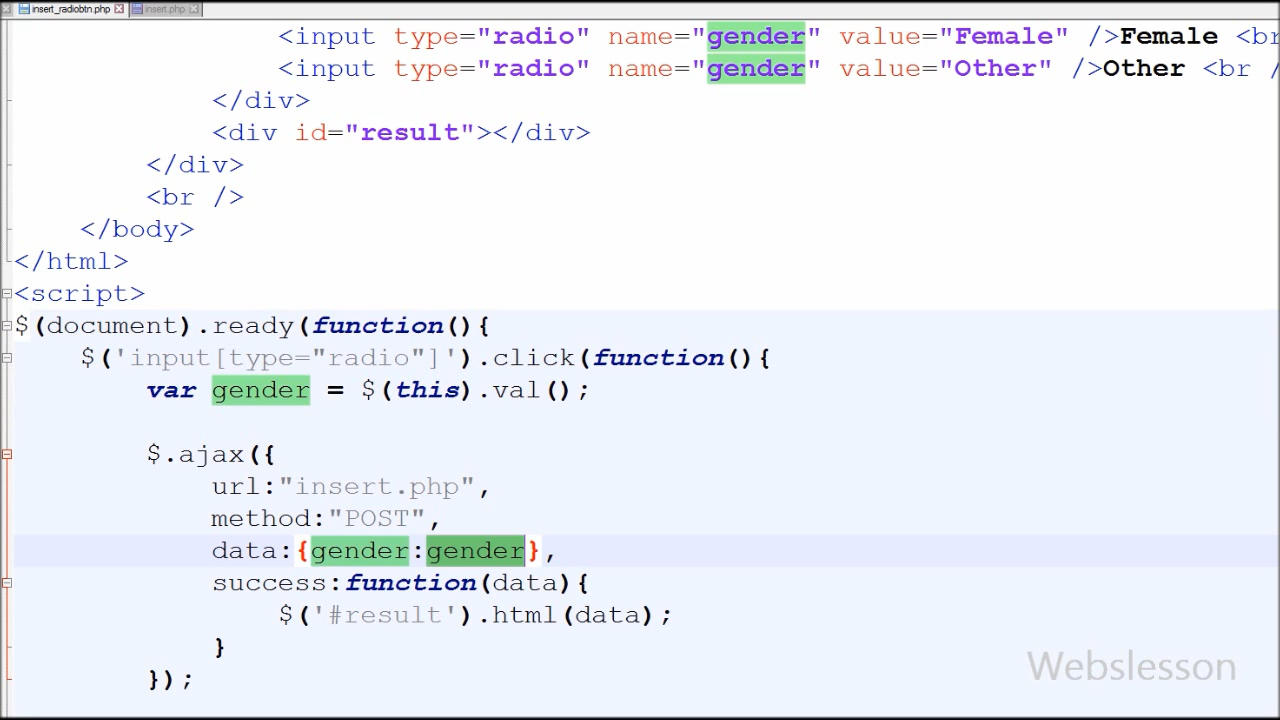 insert_radiobtn.php insert.php
<input type="radio" name="gender" value="Female" />Female <br
<input type="radio" name="gender" value="Other" />Other <br /
</div>
<div id="result"></div>
</div>
<br />
</body>
</html>
<script>
$(document).ready(function(){
$('input[type="radio"]').click(function(){
var gender = $(this).val();
$.ajax({
url:"insert.php",
method:"POST",
data:{gender:gender},
success:function(data){
$('#result').html(data);
}
});
Webslesson